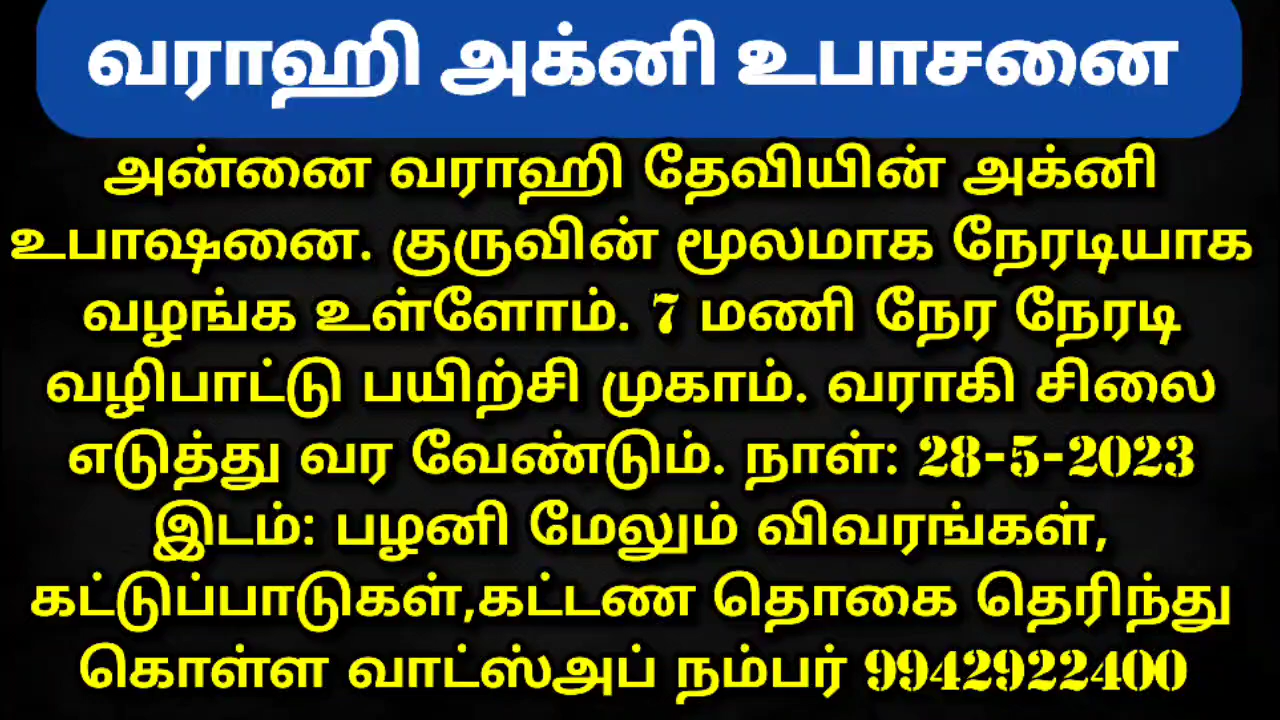 வராஹி அக்னி உபாசனை
அன்னை வராஹி தேவியின் அக்னி
உபாஷனை. குருவின் மூலமாக நேரடியாக
வழங்க உள்ளோம். 7 மணி நேர நேரடி
வழிபாட்டு பயிற்சி முகாம். வராகி சிலை
எடுத்து வர வேண்டும். நாள்: 28-5-2023
இடம்: பழனி மேலும் விவரங்கள்,
கட்டுப்பாடுகள்,கட்டண தொகை தெரிந்து
கொள்ள வாட்ஸ்அப் நம்பர் 9942922400